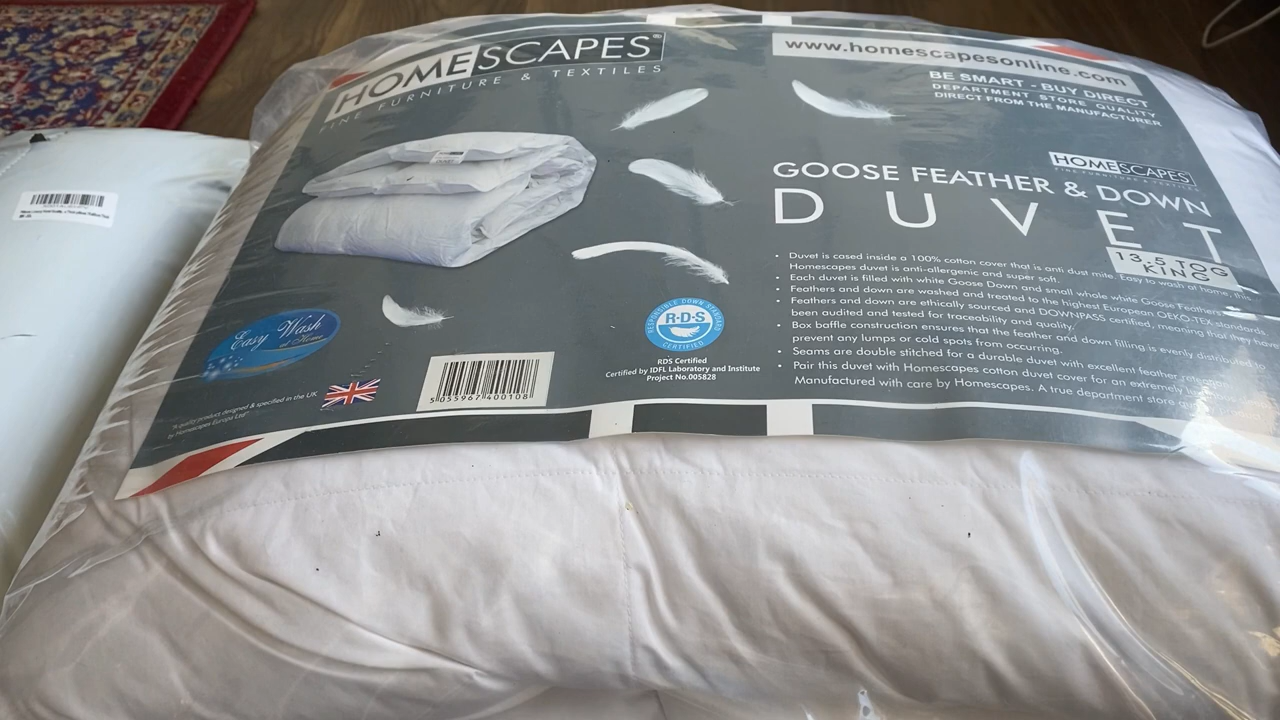 HOMESCAPES®
FINE FURNITURE & TEXTILES
www.homescapesonline.com
BE SMART - BUY DIRECT
DEPARTMENT STORE QUALITY
DIRECT FROM THE MANUFACTURER
HOMESCAPES
FINE FURNITURE & TEXTILES
GOOSE FEATHER & DOWN
DUVET
13.5 TOG
KING
• Duvet is cased inside a 100% cotton cover that is anti dust mite. Easy to wash at home, this
Homescapes duvet is anti-allergenic and super soft.
• Each duvet is filled with white Goose Down and small whole white Goose Feathers
• Feathers and down are washed and treated to the highest European OEKO-TEX standards
• Feathers and down are ethically sourced and DOWNPASS certified, meaning that they have
been audited and tested for traceability and quality.
• Box baffle construction ensures that the feather and down filling is evenly distributed to
prevent any lumps or cold spots from occurring.
• Seams are double stitched for a durable duvet with excellent feather
• Pair this duvet with Homescapes cotton duvet cover for an extremely
Manufactured with care by Homescapes. A true department store
Easy Wash
at Home
RESPONSIBLE DOWN STANDARD
R·D·S
CERTIFIED
RDS Certified
Certified by IDFL Laboratory and Institute
Project No.005828
5 055967 400108
"A quality product designed & specified in the UK
by Homescapes Europa Ltd"